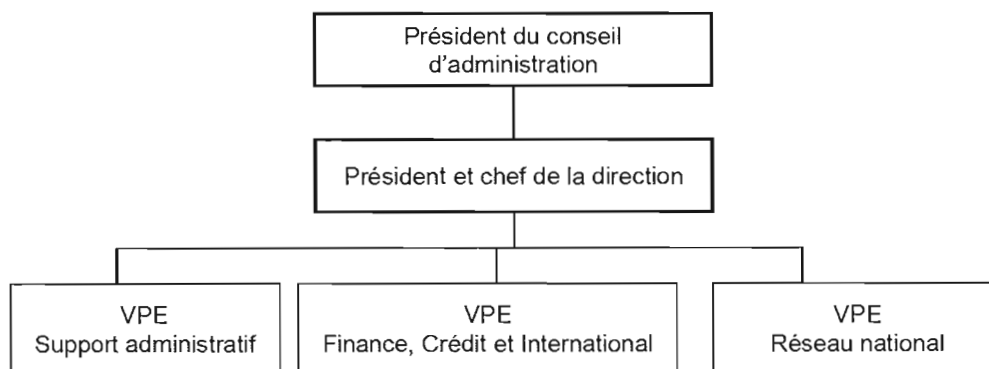 Président du conseil
d'administration
Président et chef de la direction
VPE
Support administratif
VPE
Finance, Crédit et International
VPE
Réseau national